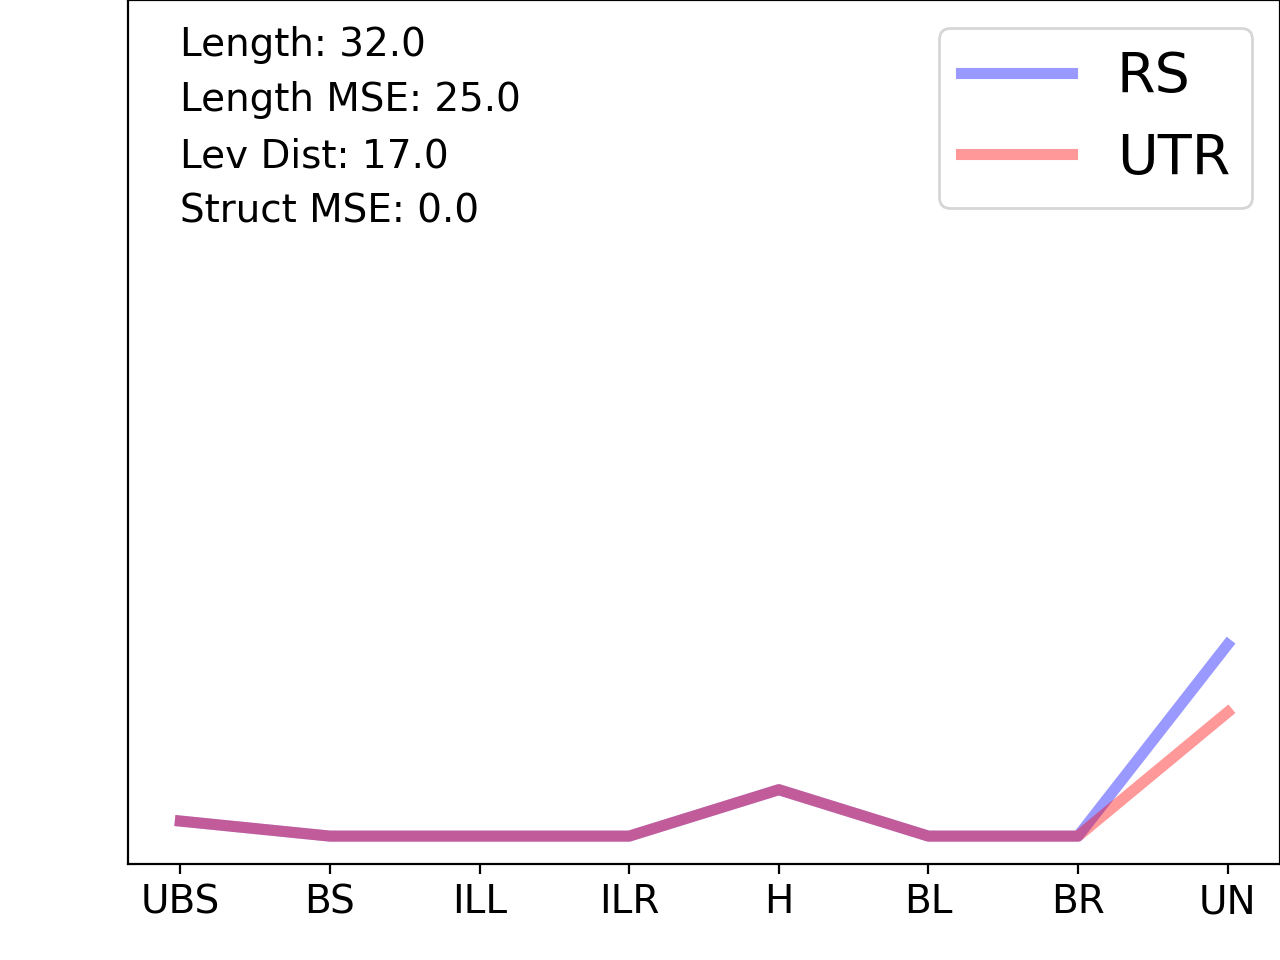 Length: 32.0
Length MSE: 25.0
Lev Dist: 17.0
Struct MSE: 0.0
RS
UTR
UBS BS ILL ILR H BL BR UN